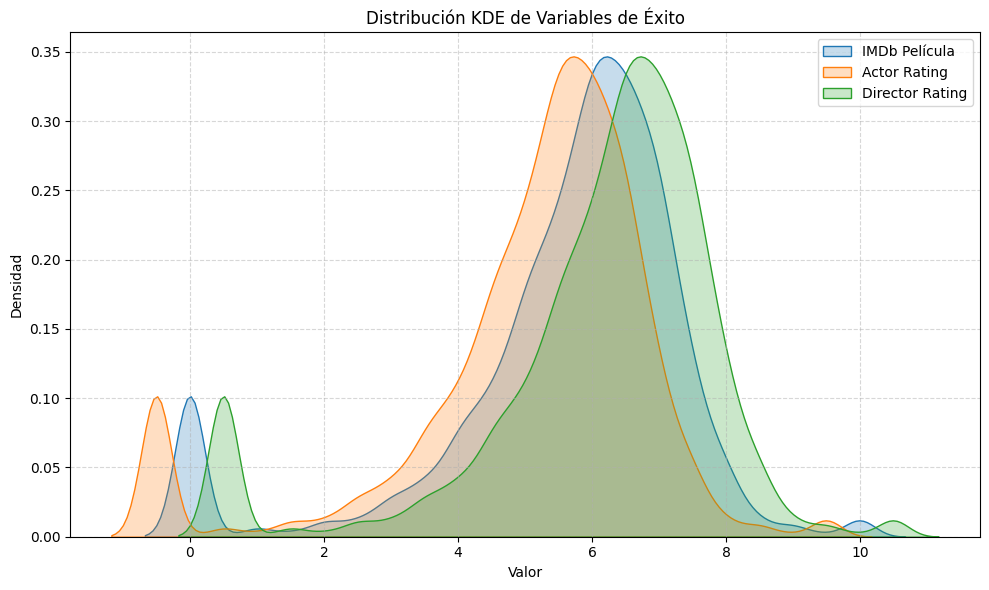 Distribución KDE de Variables de Éxito
IMDb Película
Actor Rating
Director Rating
Densidad
0.35
0.30
0.25
0.20
0.15
0.10
0.05
0.00
0 2 4 6 8 10
Valor